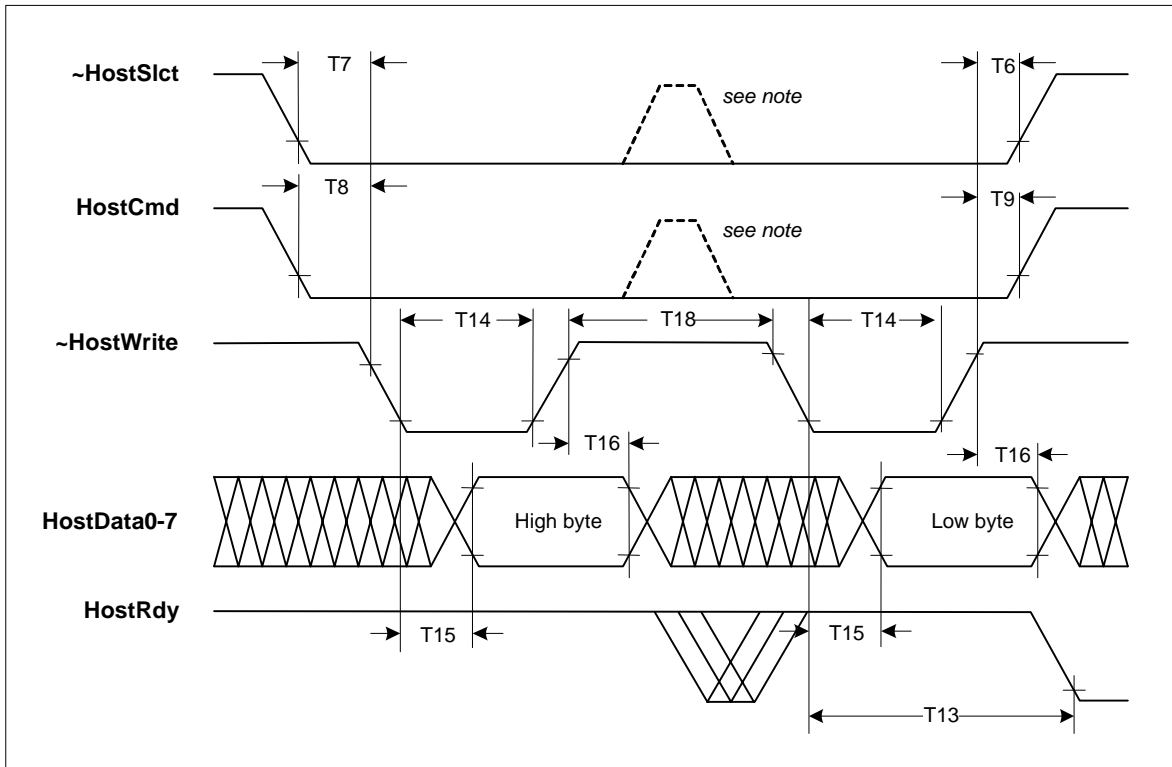 T7
T6
~HostSlct
see note
T8
T9
HostCmd
see note
T14
T18
T14
~HostWrite
T16
T16
HostData0-7
High byte
Low byte
HostRdy
T15
T15
T13